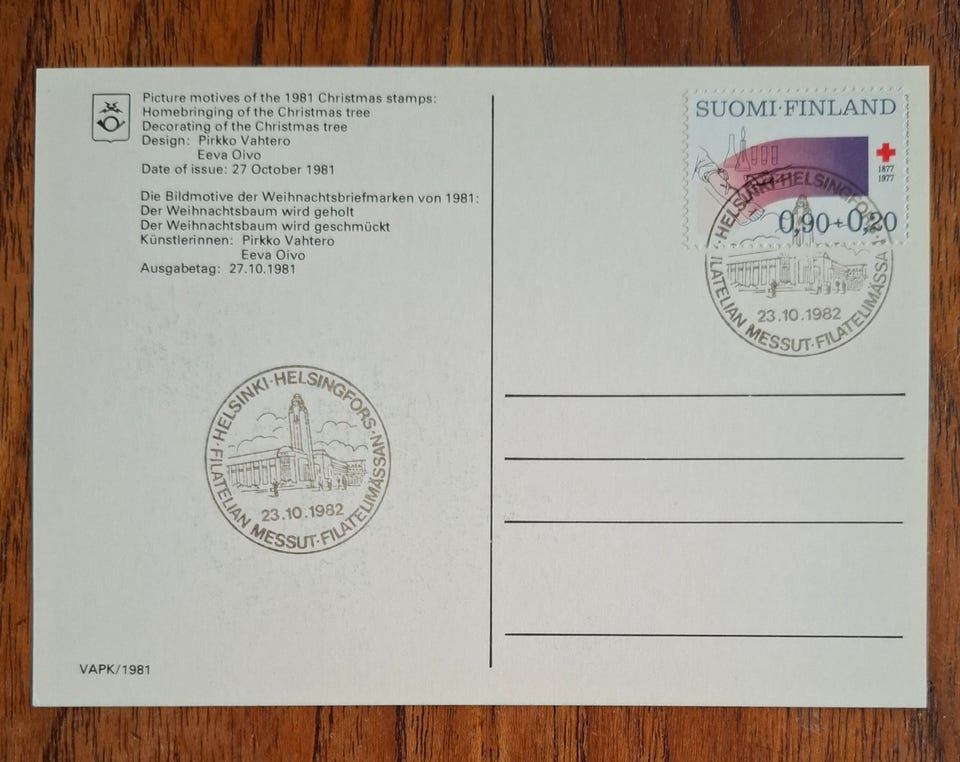 Picture motives of the 1981 Christmas stamps:
Homebringing of the Christmas tree
Decorating of the Christmas tree
Design: Pirkko Vahtero
Eeva Oivo
Date of issue: 27 October 1981
Die Bildmotive der Weihnachtsbriefmarken von 1981:
Der Weihnachtsbaum wird geholt
Der Weihnachtsbaum wird geschmückt
Künstlerinnen: Pirkko Vahtero
Eeva Oivo
Ausgabetag: 27.10.1981
SUOMI·FINLAND
1877
1977
0,90+0,20
HELSINKI·HELSINGFORS·
FILATELIAN MESSUT·FILATELIMÄSSAN
23.10.1982
HELSINKI·HELSINGFORS·
FILATELIAN MESSUT·FILATELIMÄSSAN·
23.10.1982
VAPK/1981